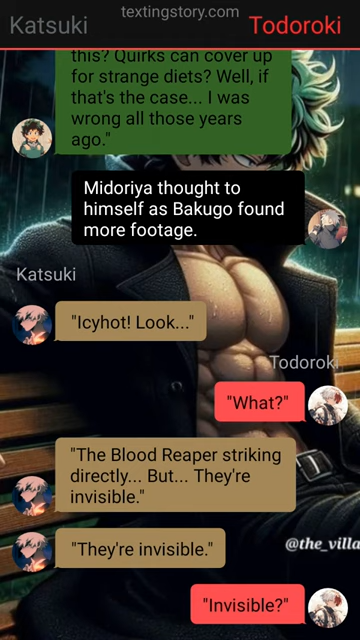 textingstory.com
Katsuki
Todoroki
this? Quirks can cover up
for strange diets? Well, if
that's the case... I was
wrong all those years
ago."
Midoriya thought to
himself as Bakugo found
more footage.
Katsuki
"Icyhot! Look..."
Todoroki
"What?"
"The Blood Reaper striking
directly... But... They're
invisible."
"They're invisible."
@the_villa
"Invisible?"